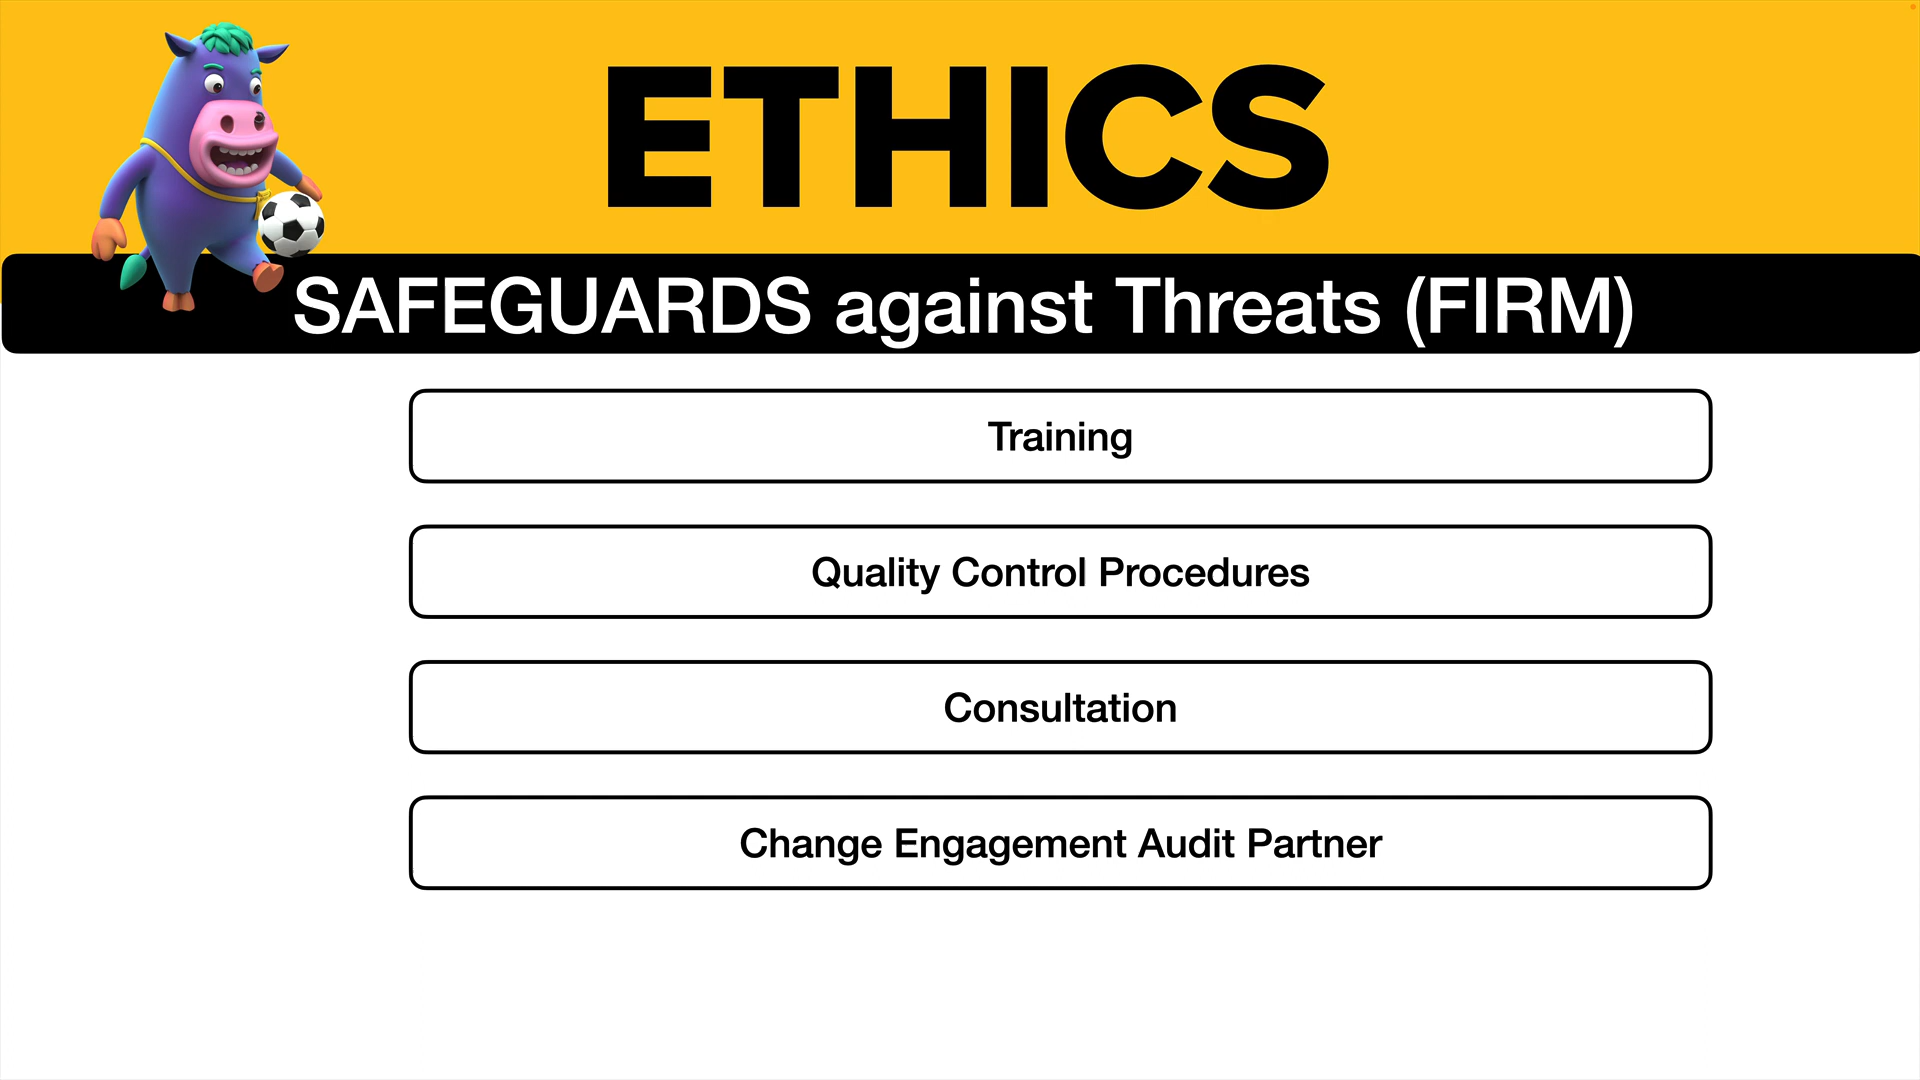 ETHICS
SAFEGUARDS against Threats (FIRM)
Training
Quality Control Procedures
Consultation
Change Engagement Audit Partner